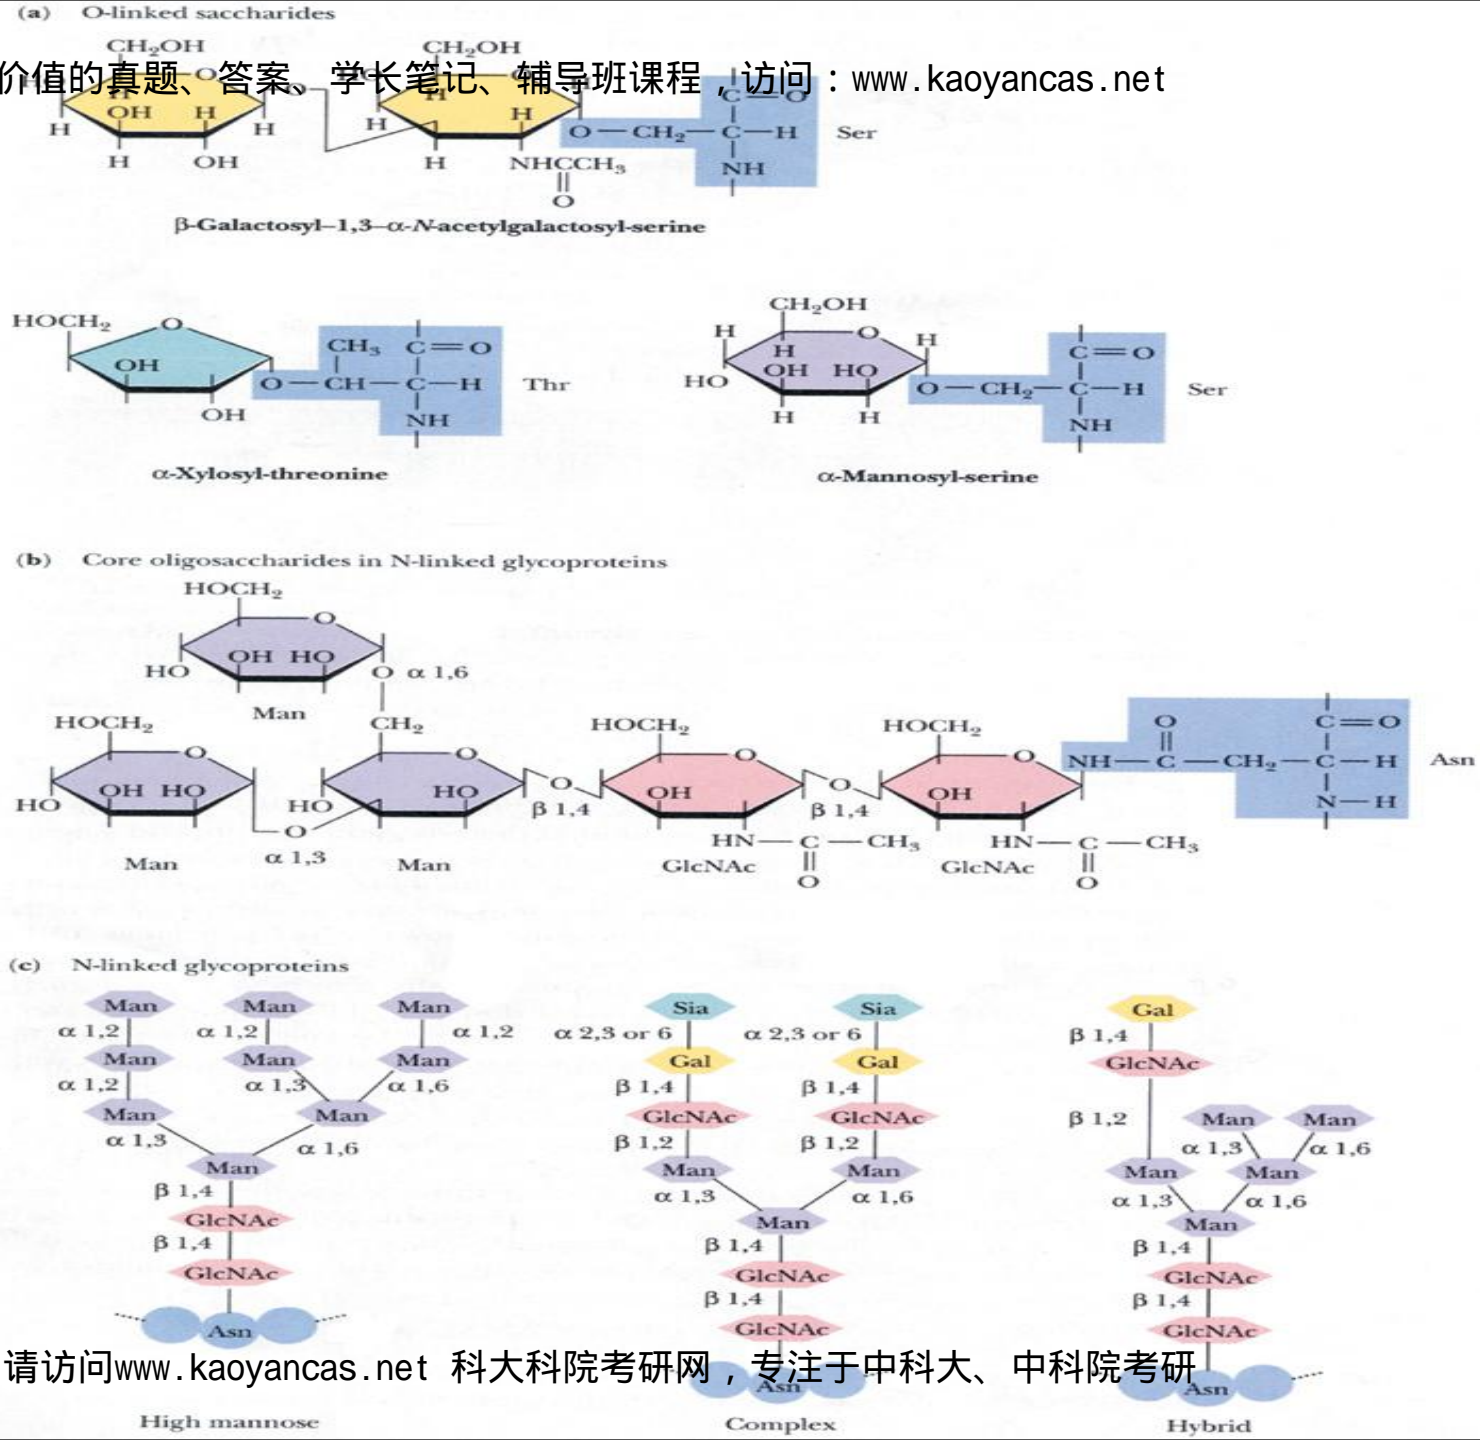 (a) O-linked saccharides
CH₂OH CH₂OH
价值的真题、答案、学长笔记、辅导班课程，访问：www.kaoyancas.net
H O O H H C=O
OH H H H H
H H O—CH₂—C—H Ser
H OH H NHCCH₃ NH
O
β-Galactosyl–1,3–α-N-acetylgalactosyl-serine
CH₂OH
HOCH₂ O H O H
CH₃ C=O H C=O
OH OH HO
O—CH—C—H Thr HO O—CH₂—C—H Ser
OH NH H H NH
α-Xylosyl-threonine α-Mannosyl-serine
(b) Core oligosaccharides in N-linked glycoproteins
HOCH₂
O
OH HO
HO O α 1,6
Man
HOCH₂ CH₂ HOCH₂ HOCH₂ O C=O
O O O O NH—C—CH₂—C—H Asn
OH HO HO OH OH
HO HO O O N—H
O β 1,4 β 1,4
α 1,3 HN—C—CH₃ HN—C—CH₃
Man Man GlcNAc O GlcNAc O
(c) N-linked glycoproteins
Man Man Man Sia Sia Gal
α 1,2 α 1,2 α 1,2 α 2,3 or 6 α 2,3 or 6 β 1,4
Man Man Man Gal Gal GlcNAc
α 1,2 α 1,3 α 1,6 β 1,4 β 1,4
Man Man GlcNAc GlcNAc β 1,2 Man Man
α 1,3 α 1,6 β 1,2 β 1,2 α 1,3 α 1,6
Man Man Man Man Man
β 1,4 α 1,3 α 1,6 α 1,3 α 1,6
GlcNAc Man Man
β 1,4 β 1,4 β 1,4
GlcNAc GlcNAc GlcNAc
β 1,4 β 1,4
Asn GlcNAc GlcNAc
请访问www.kaoyancas.net 科大科院考研网，专注于中科大、中科院考研
Asn Asn
High mannose Complex Hybrid